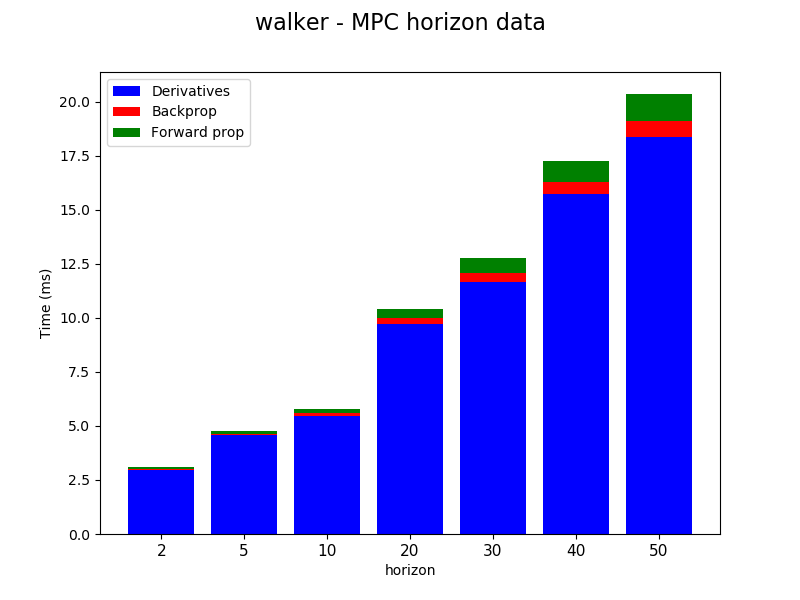 walker - MPC horizon data
Derivatives
Backprop
Forward prop
20.0
17.5
15.0
12.5
10.0
7.5
5.0
2.5
0.0
Time (ms)
2 5 10 20 30 40 50
horizon